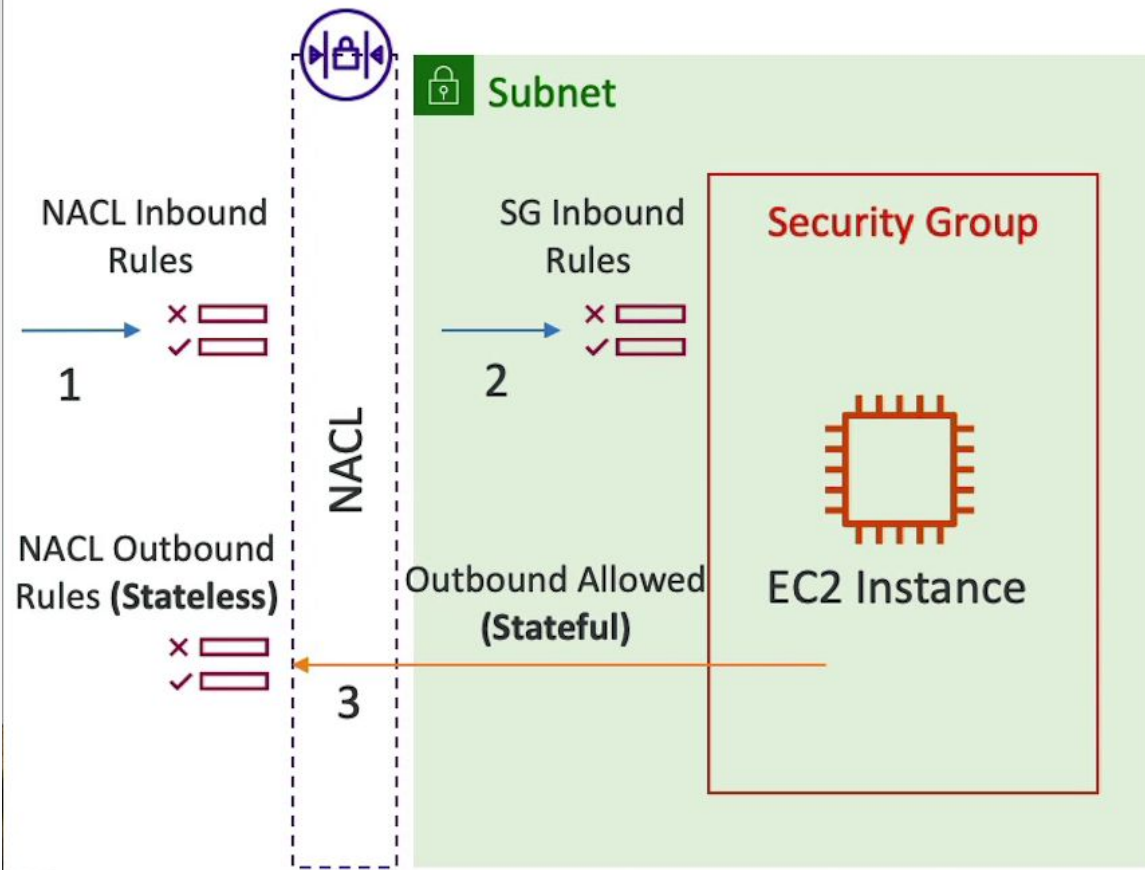 Subnet
NACL Inbound
Rules
SG Inbound
Rules
Security Group
1
2
NACL
NACL Outbound
Rules (Stateless)
Outbound Allowed
(Stateful)
EC2 Instance
3